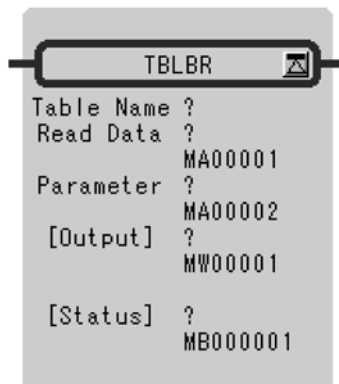 TBLBR
Table Name ?
Read Data ?
MA00001
Parameter ?
MA00002
[Output] ?
MW00001
[Status] ?
MB000001